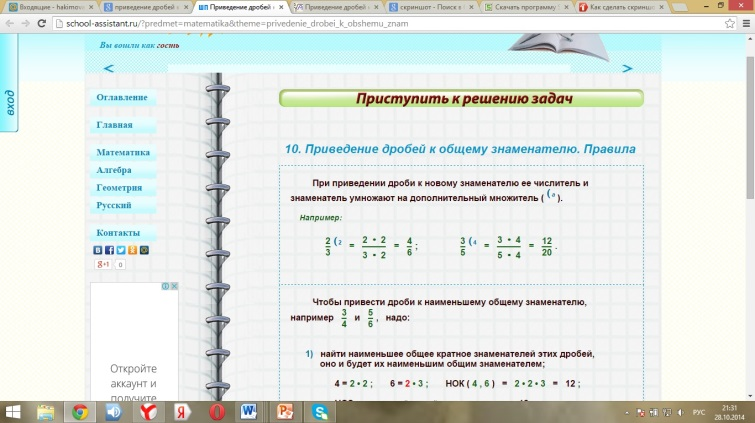 Входящие - hakimov
приведение дробей к
Приведение дробей к
Приведение дробей к
скриншот - Поиск в
Скачать программу
Как сделать скриншо
school-assistant.ru/?predmet=matematika&theme=privedenie_drobei_k_obshemu_znam
Вы вошли как гость
вход
< >
Оглавление
Главная
Математика
Алгебра
Геометрия
Русский
Контакты
g+1 0
Откройте
аккаунт и
получите
Приступить к решению задач
10. Приведение дробей к общему знаменателю. Правила
При приведении дроби к новому знаменателю ее числитель и
знаменатель умножают на дополнительный множитель ( ).
Например:
2/3 (2 = 2 • 2 / 3 • 2 = 4/6 ; 3/5 (4 = 3 • 4 / 5 • 4 = 12/20 .
Чтобы привести дроби к наименьшему общему знаменателю,
например 3/4 и 5/6 , надо:
1) найти наименьшее общее кратное знаменателей этих дробей,
оно и будет их наименьшим общим знаменателем;
4 = 2 • 2 ; 6 = 2 • 3 ; НОК ( 4 , 6 ) = 2 • 2 • 3 = 12 ;
РУС
21:31
28.10.2014